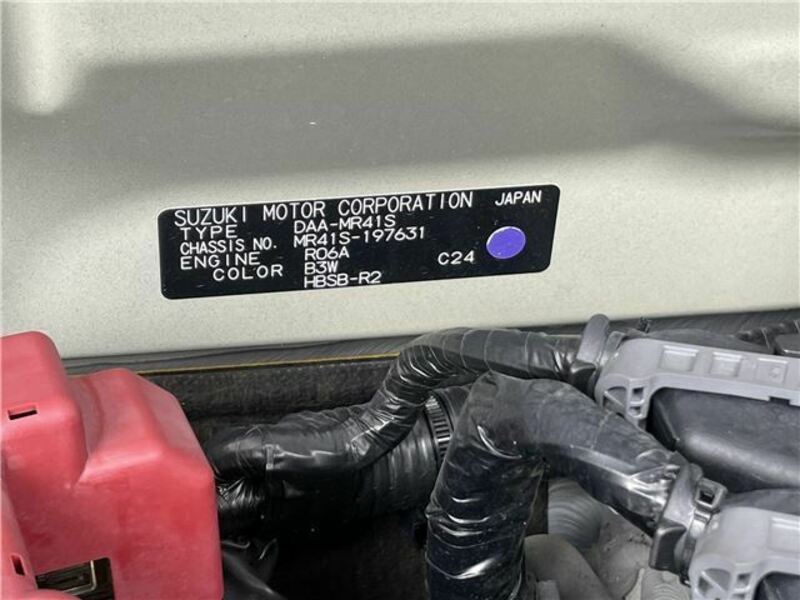 SUZUKI MOTOR CORPORATION JAPAN
TYPE DAA-MR41S
CHASSIS NO. MR41S-197631
ENGINE R06A
COLOR B3W C24
HBSB-R2